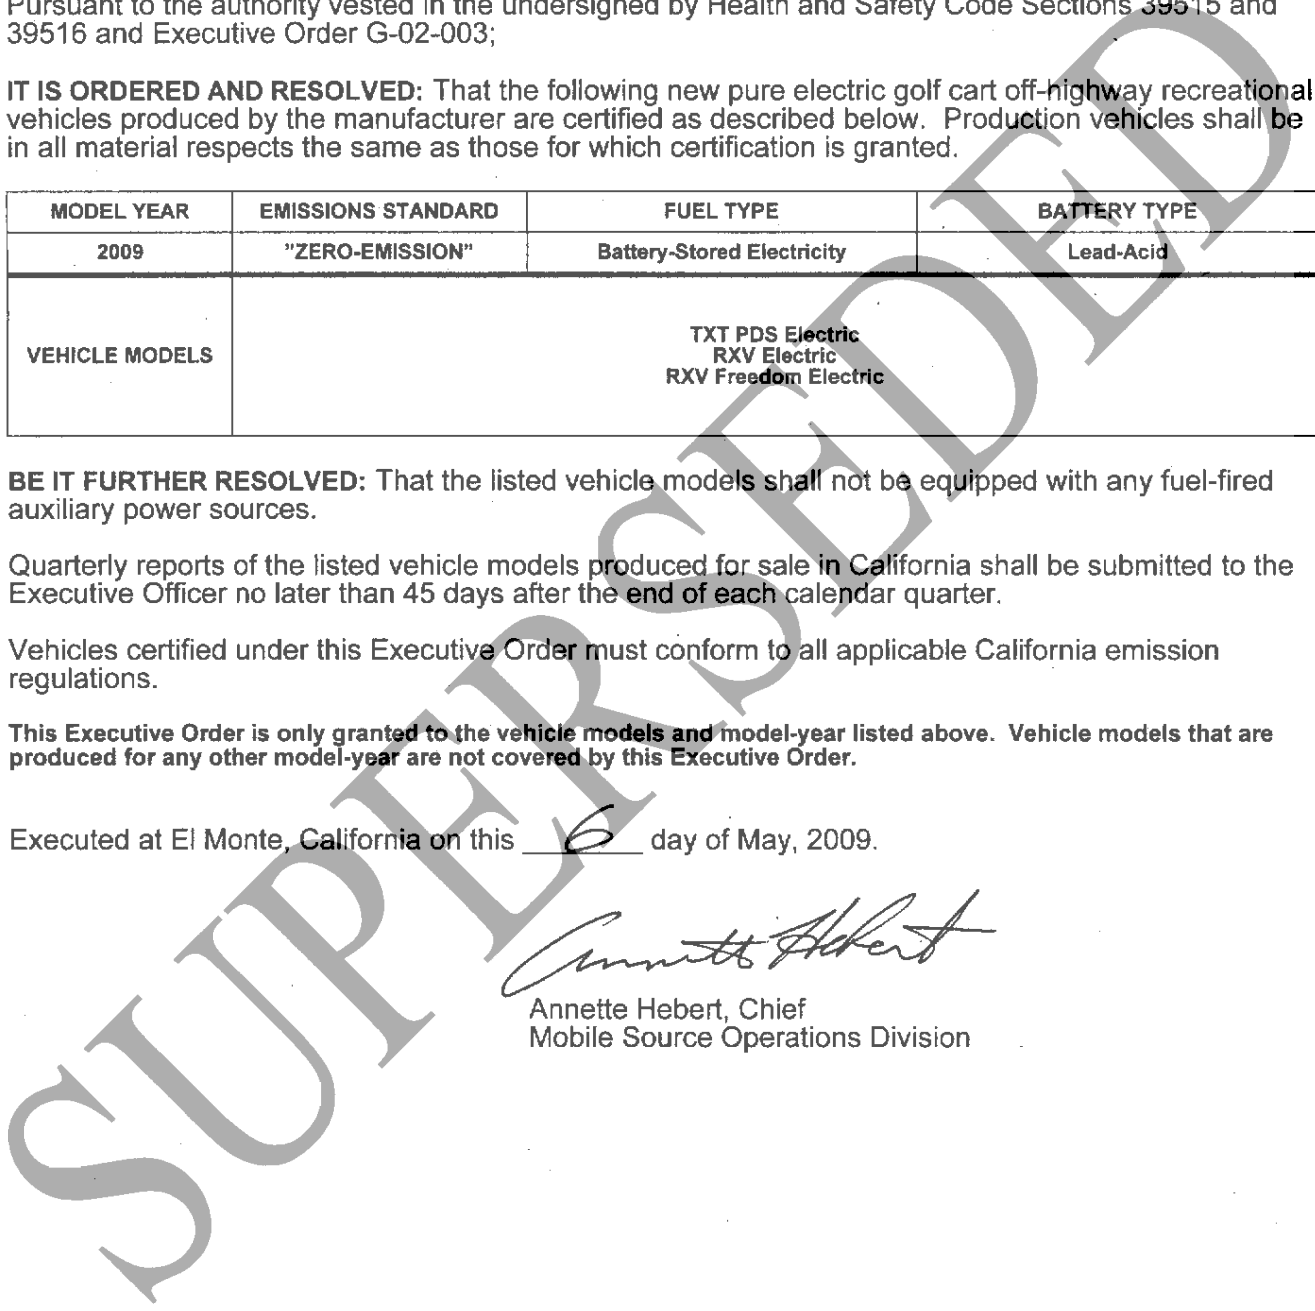 Pursuant to the authority vested in the undersigned by Health and Safety Code Sections 39515 and
39516 and Executive Order G-02-003;
IT IS ORDERED AND RESOLVED: That the following new pure electric golf cart off-highway recreational
vehicles produced by the manufacturer are certified as described below. Production vehicles shall be
in all material respects the same as those for which certification is granted.
MODEL YEAR EMISSIONS STANDARD FUEL TYPE BATTERY TYPE
2009 "ZERO-EMISSION" Battery-Stored Electricity Lead-Acid
VEHICLE MODELS
TXT PDS Electric
RXV Electric
RXV Freedom Electric
BE IT FURTHER RESOLVED: That the listed vehicle models shall not be equipped with any fuel-fired
auxiliary power sources.
Quarterly reports of the listed vehicle models produced for sale in California shall be submitted to the
Executive Officer no later than 45 days after the end of each calendar quarter.
Vehicles certified under this Executive Order must conform to all applicable California emission
regulations.
This Executive Order is only granted to the vehicle models and model-year listed above. Vehicle models that are
produced for any other model-year are not covered by this Executive Order.
Executed at El Monte, California on this 6 day of May, 2009.
Annette Hebert
Annette Hebert, Chief
Mobile Source Operations Division
SUPERSEDED